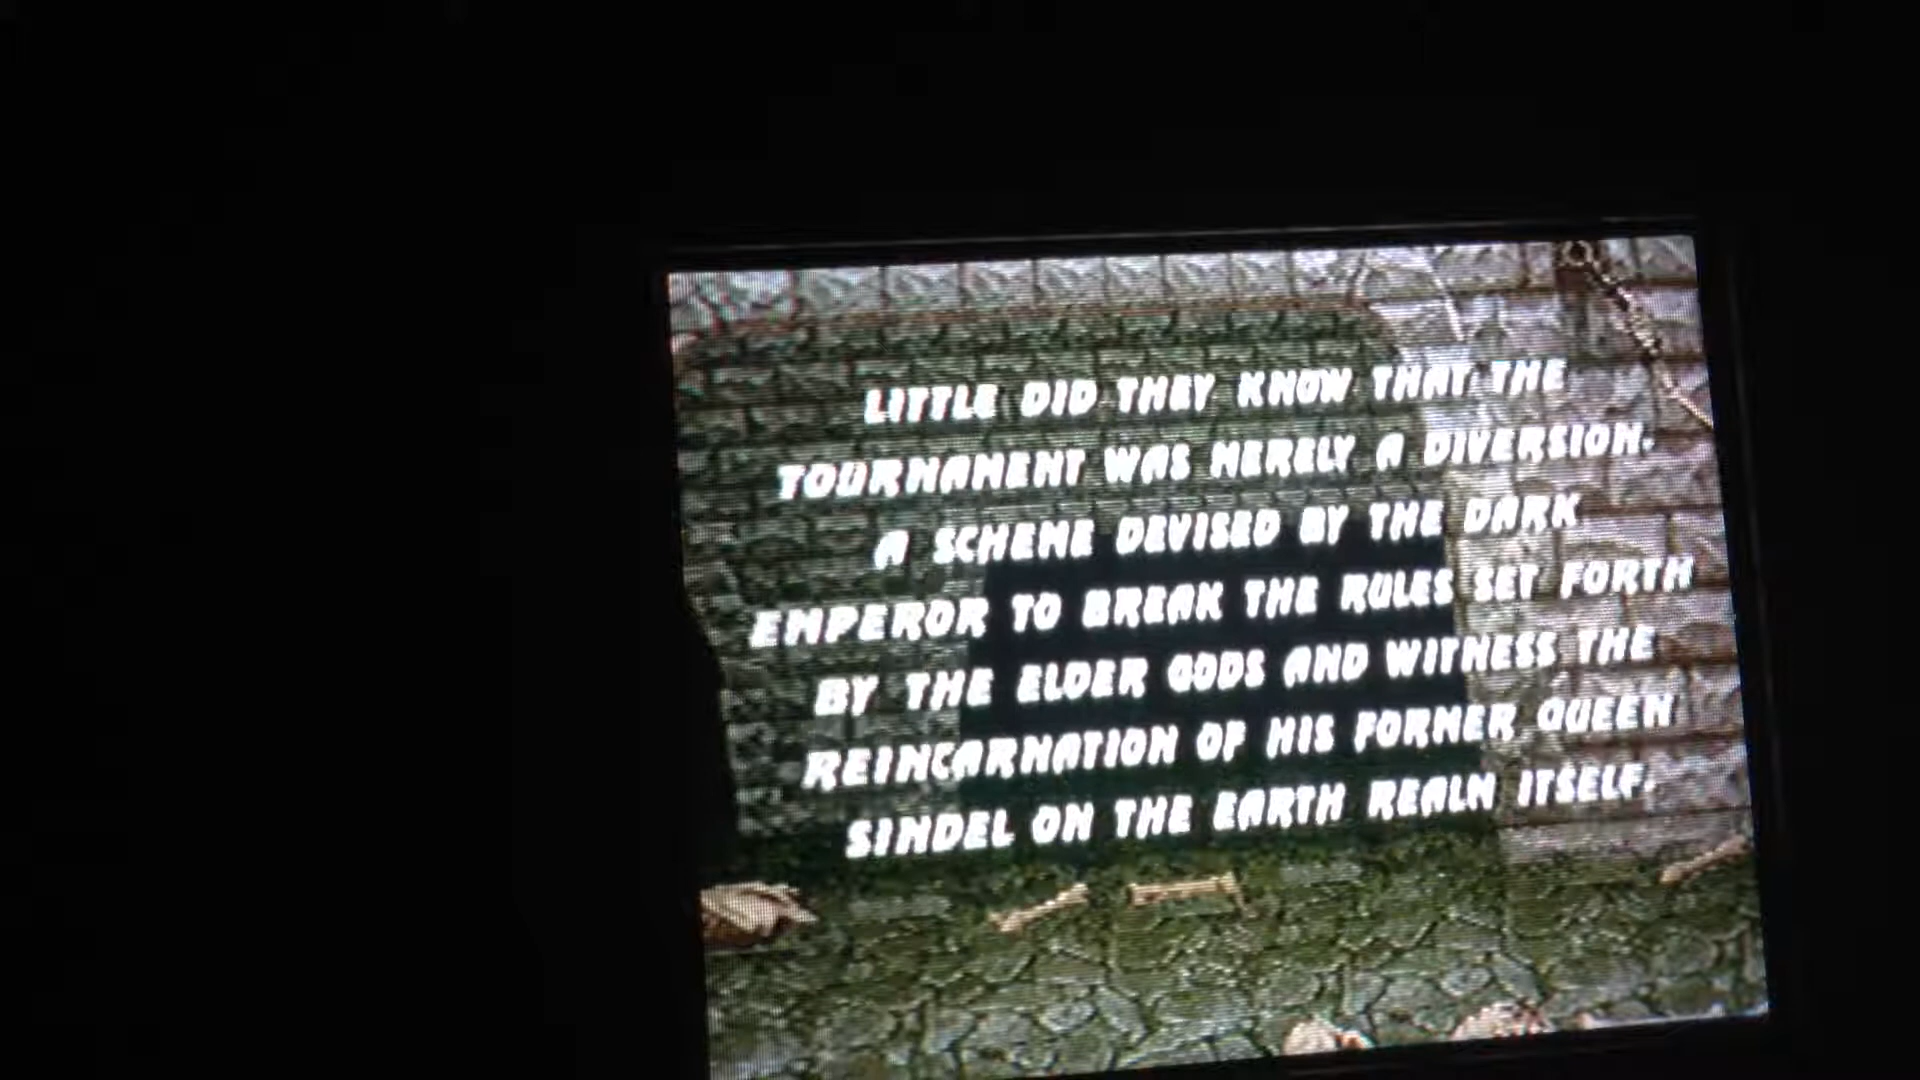 LITTLE DID THEY KNOW THAT THE
TOURNAMENT WAS MERELY A DIVERSION.
A SCHEME DEVISED BY THE DARK
EMPEROR TO BREAK THE RULES SET FORTH
BY THE ELDER GODS AND WITNESS THE
REINCARNATION OF HIS FORMER QUEEN
SINDEL ON THE EARTH REALM ITSELF.